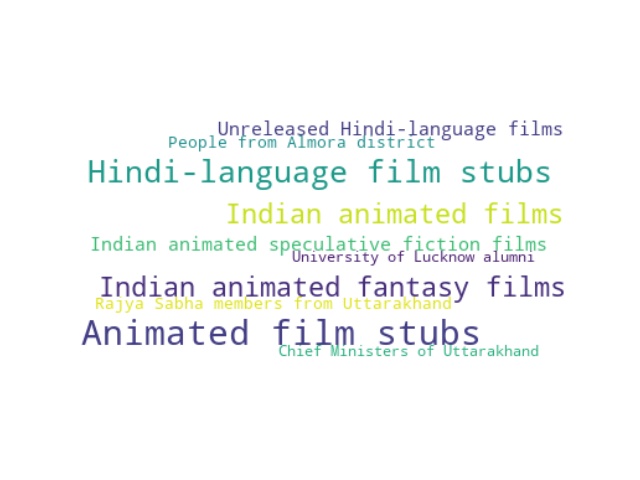 Unreleased Hindi-language films
People from Almora district
Hindi-language film stubs
Indian animated films
Indian animated speculative fiction films
University of Lucknow alumni
Indian animated fantasy films
Rajya Sabha members from Uttarakhand
Animated film stubs
Chief Ministers of Uttarakhand